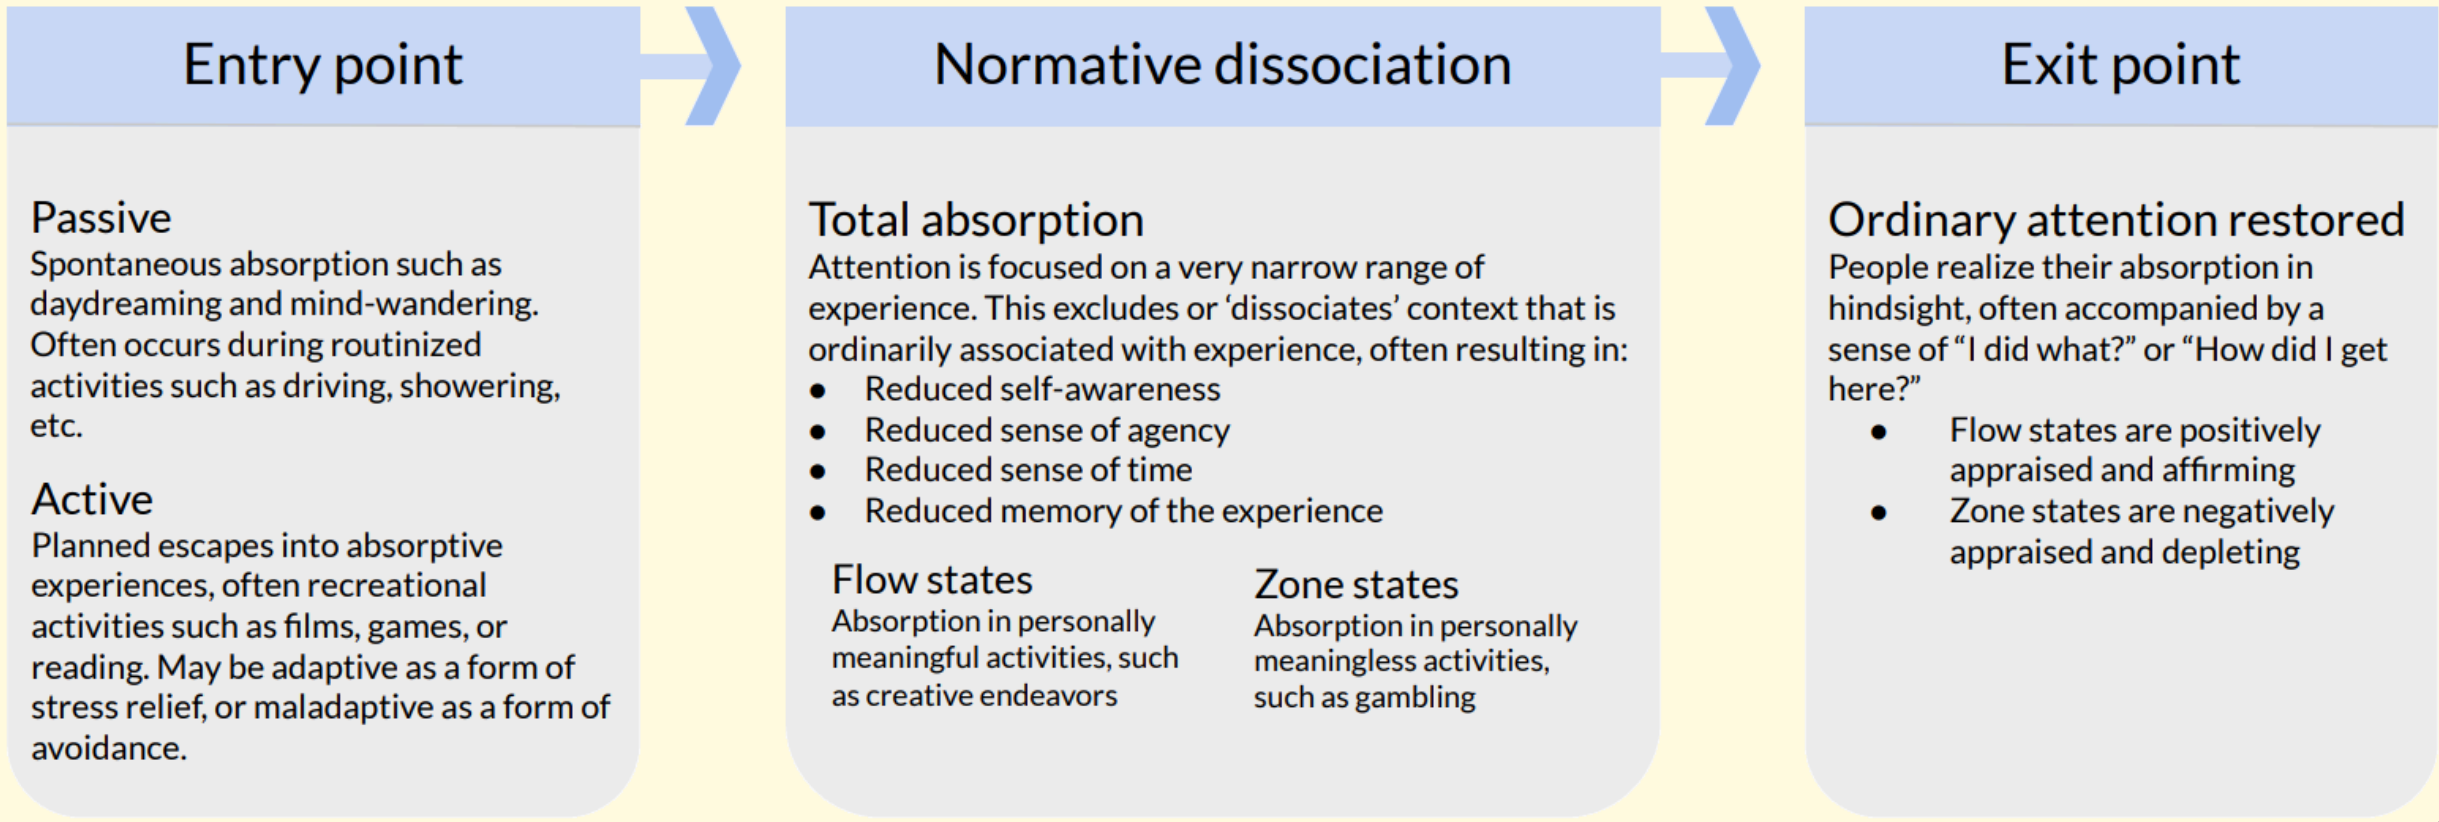 Entry point
Passive
Spontaneous absorption such as
daydreaming and mind-wandering.
Often occurs during routinized
activities such as driving, showering,
etc.
Active
Planned escapes into absorptive
experiences, often recreational
activities such as films, games, or
reading. May be adaptive as a form of
stress relief, or maladaptive as a form of
avoidance.
Normative dissociation
Total absorption
Attention is focused on a very narrow range of
experience. This excludes or ‘dissociates’ context that is
ordinarily associated with experience, often resulting in:
● Reduced self-awareness
● Reduced sense of agency
● Reduced sense of time
● Reduced memory of the experience
Flow states
Absorption in personally
meaningful activities, such
as creative endeavors
Zone states
Absorption in personally
meaningless activities,
such as gambling
Exit point
Ordinary attention restored
People realize their absorption in
hindsight, often accompanied by a
sense of “I did what?” or “How did I get
here?”
● Flow states are positively
appraised and affirming
● Zone states are negatively
appraised and depleting